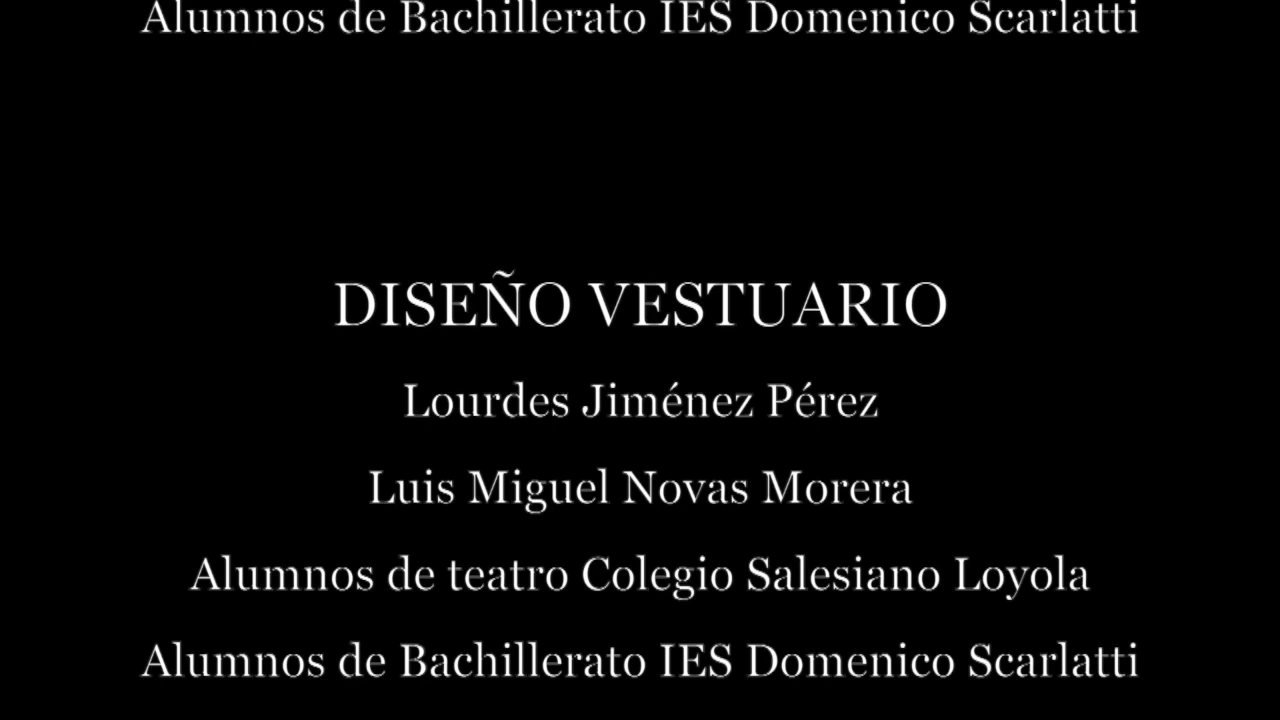 Alumnos de Bachillerato IES Domenico Scarlatti
DISEÑO VESTUARIO
Lourdes Jiménez Pérez
Luis Miguel Novas Morera
Alumnos de teatro Colegio Salesiano Loyola
Alumnos de Bachillerato IES Domenico Scarlatti